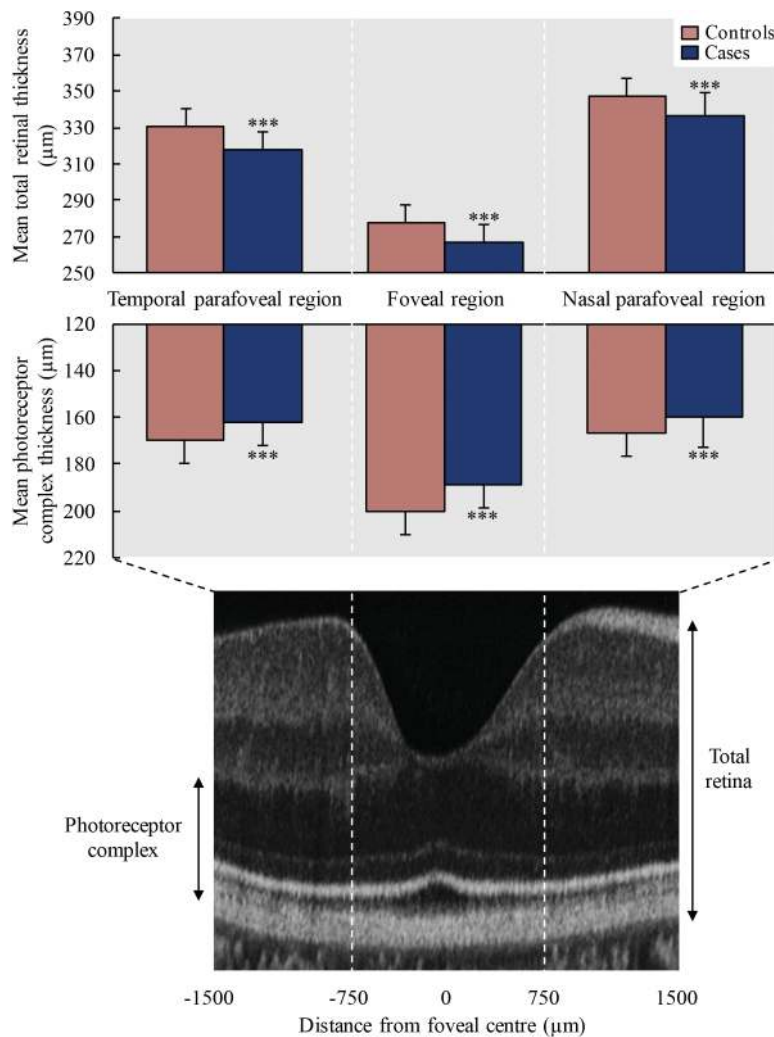 Mean total retinal thickness
(µm)
390
370
350
330
310
290
270
250
Controls
Cases
***
***
***
Temporal parafoveal region
Foveal region
Nasal parafoveal region
Mean photoreceptor
complex thickness (µm)
120
140
160
180
200
220
***
***
***
Photoreceptor
complex
Total
retina
-1500
-750
0
750
1500
Distance from foveal centre (µm)